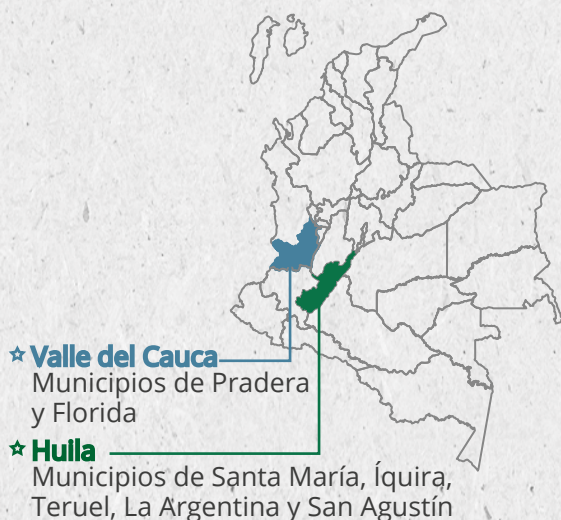 Valle del Cauca
Municipios de Pradera
y Florida
Huila
Municipios de Santa María, Íquira,
Teruel, La Argentina y San Agustín